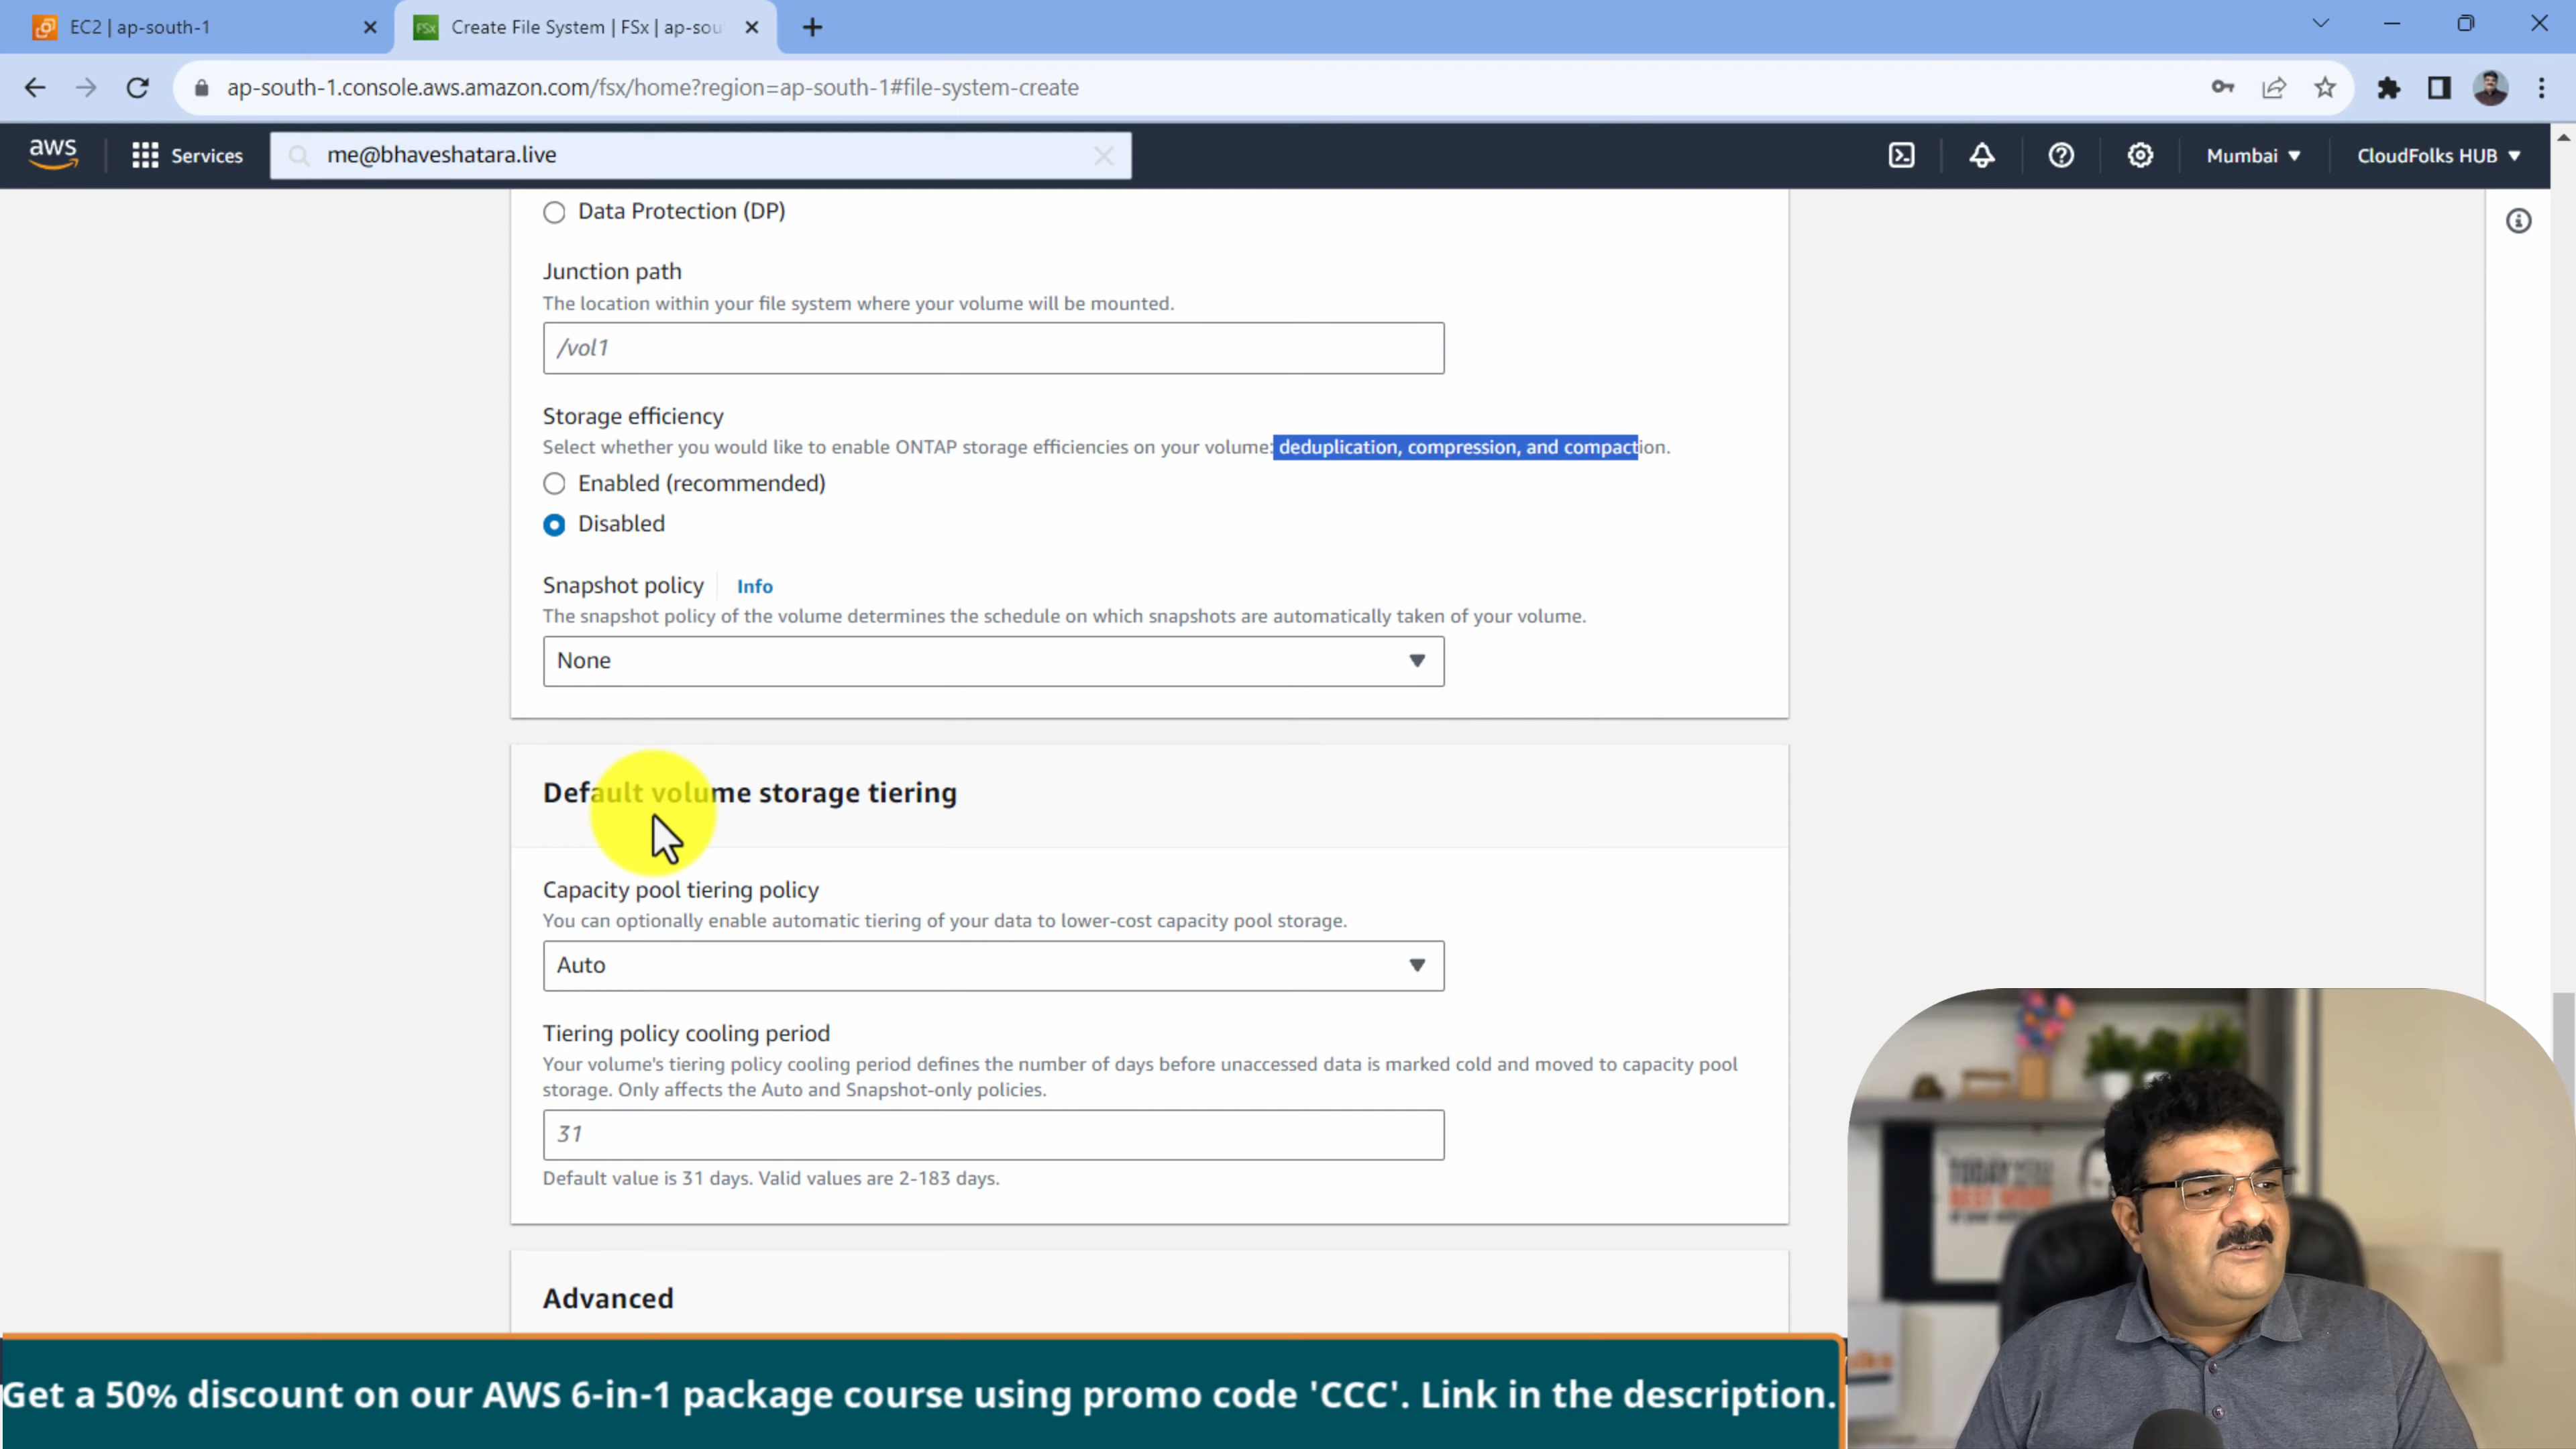 EC2 | ap-south-1
FSx
Create File System | FSx | ap-sou
ap-south-1.console.aws.amazon.com/fsx/home?region=ap-south-1#file-system-create
aws
Services
me@bhaveshatara.live
Mumbai
CloudFolks HUB
Data Protection (DP)
Junction path
The location within your file system where your volume will be mounted.
/vol1
Storage efficiency
Select whether you would like to enable ONTAP storage efficiencies on your volume: deduplication, compression, and compaction.
Enabled (recommended)
Disabled
Snapshot policy
Info
The snapshot policy of the volume determines the schedule on which snapshots are automatically taken of your volume.
None
Default volume storage tiering
Capacity pool tiering policy
You can optionally enable automatic tiering of your data to lower-cost capacity pool storage.
Auto
Tiering policy cooling period
Your volume's tiering policy cooling period defines the number of days before unaccessed data is marked cold and moved to capacity pool
storage. Only affects the Auto and Snapshot-only policies.
31
Default value is 31 days. Valid values are 2-183 days.
Advanced
Get a 50% discount on our AWS 6-in-1 package course using promo code 'CCC'. Link in the description.